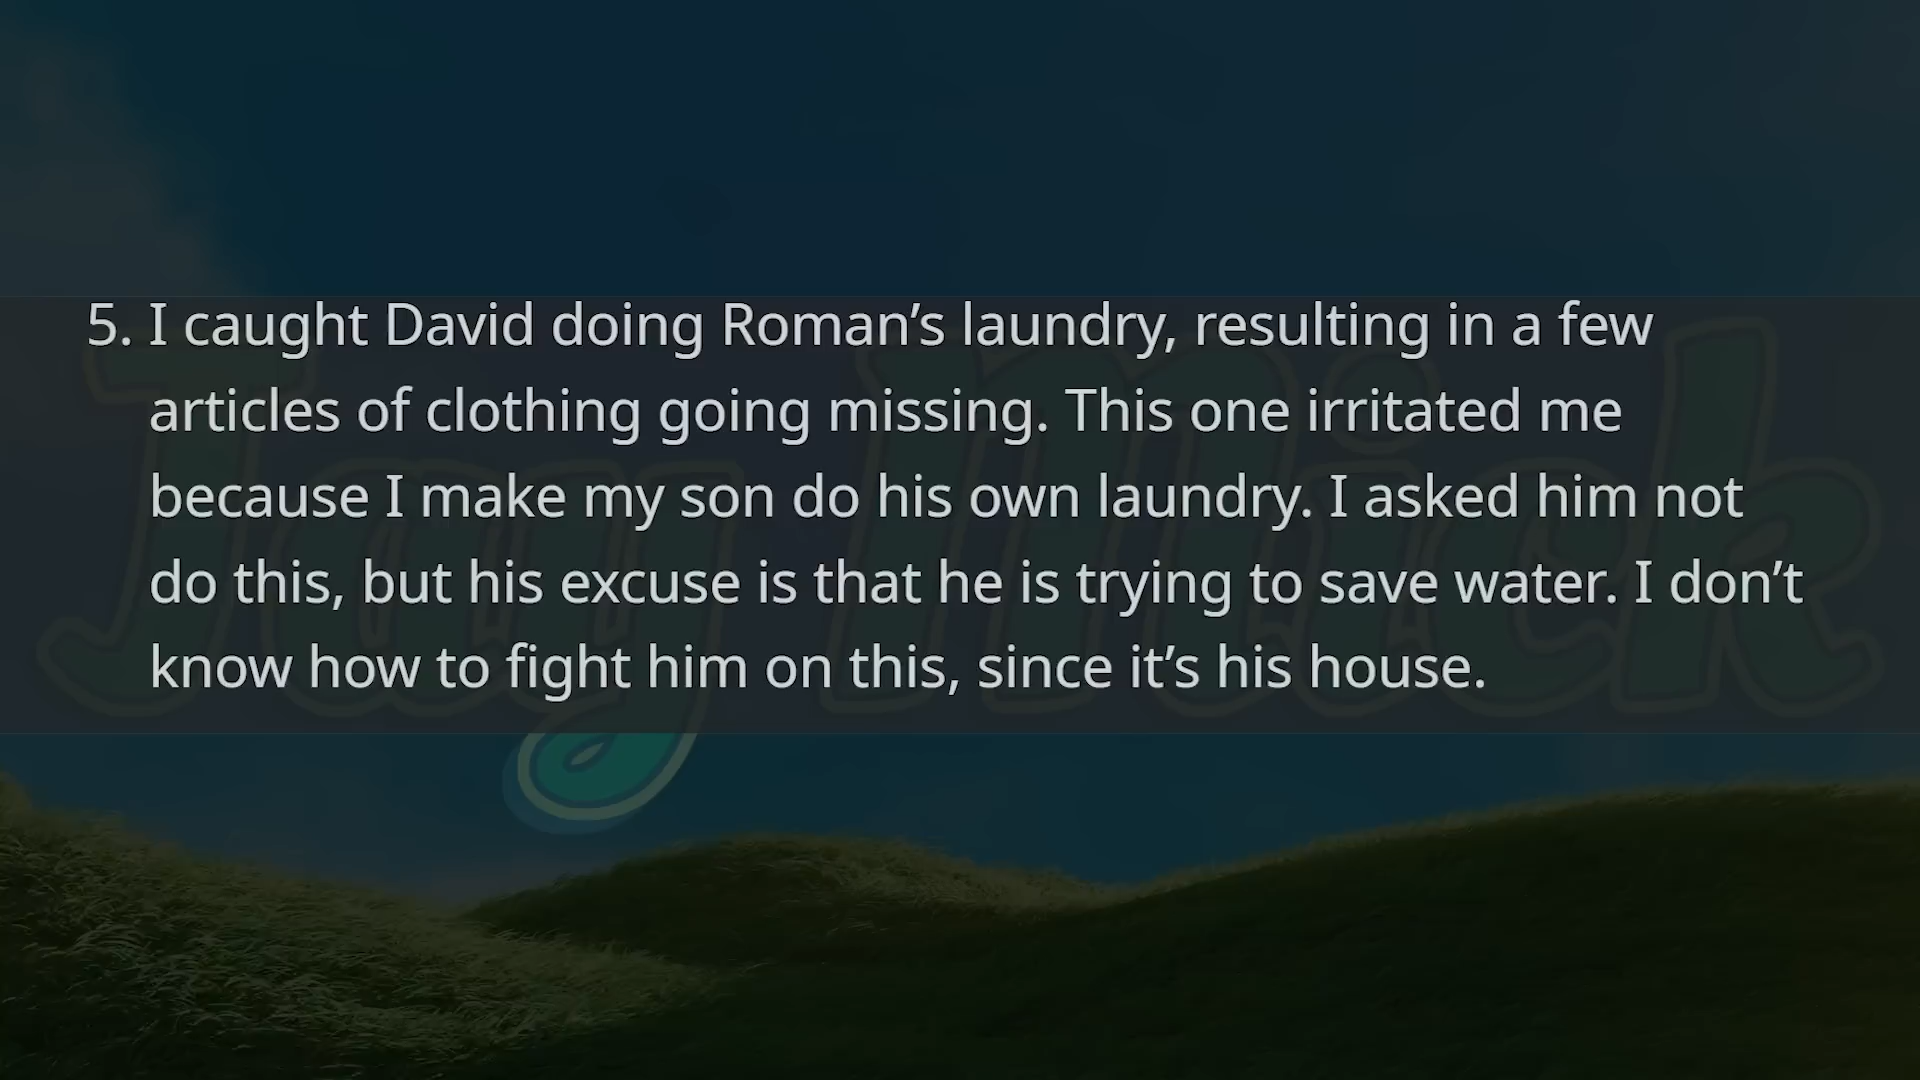 5. I caught David doing Roman’s laundry, resulting in a few
articles of clothing going missing. This one irritated me
because I make my son do his own laundry. I asked him not
do this, but his excuse is that he is trying to save water. I don’t
know how to fight him on this, since it’s his house.
Jay Mick